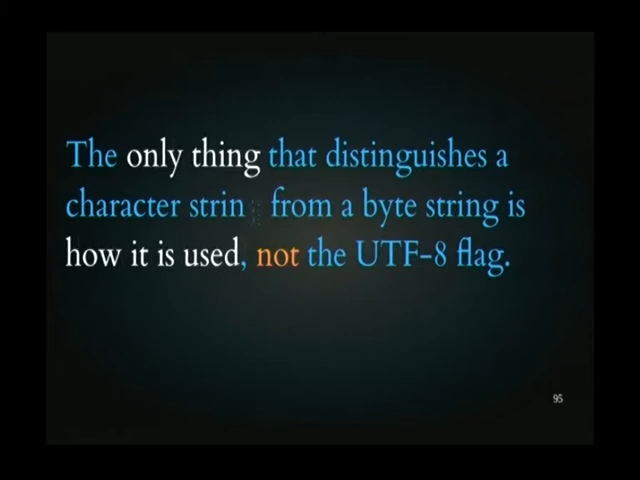 The only thing that distinguishes a
character strin from a byte string is
how it is used, not the UTF-8 flag.
95